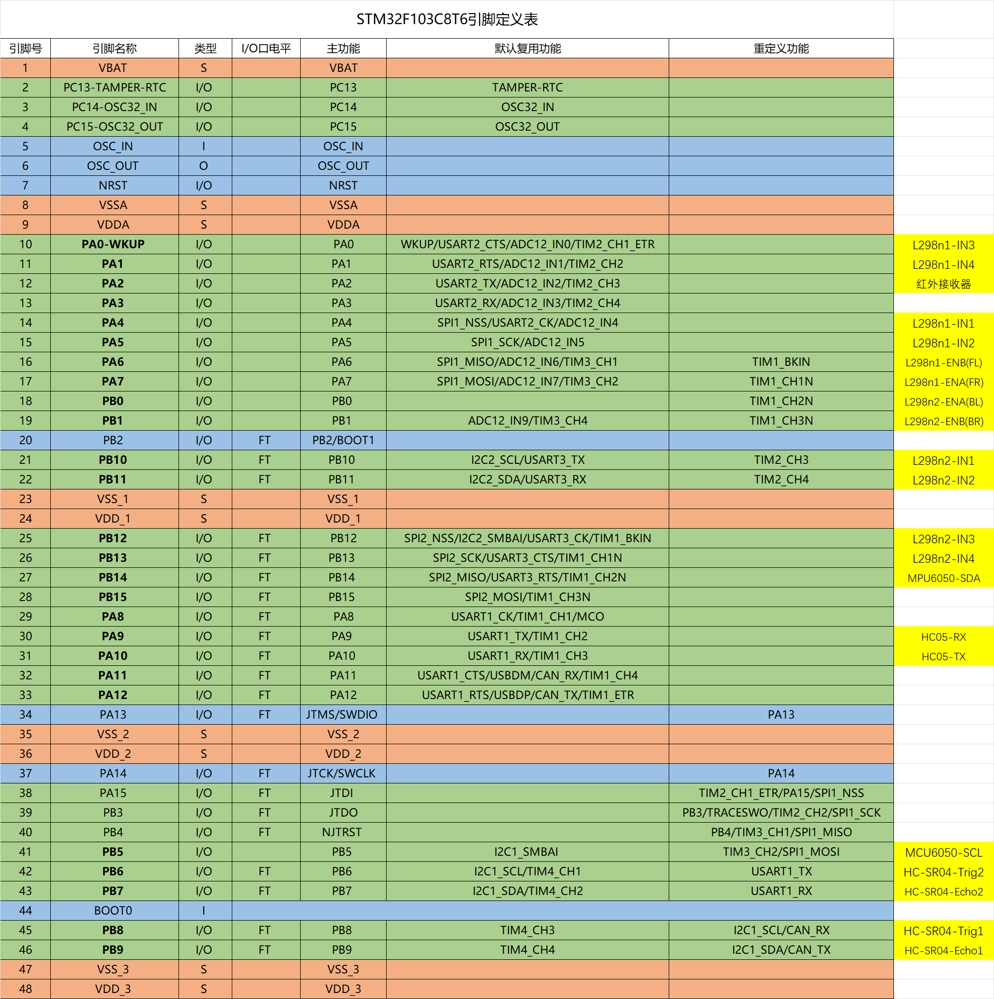 STM32F103C8T6引脚定义表
引脚号 引脚名称 类型 I/O口电平 主功能 默认复用功能 重定义功能
1 VBAT S VBAT
2 PC13-TAMPER-RTC I/O PC13 TAMPER-RTC
3 PC14-OSC32_IN I/O PC14 OSC32_IN
4 PC15-OSC32_OUT I/O PC15 OSC32_OUT
5 OSC_IN I OSC_IN
6 OSC_OUT O OSC_OUT
7 NRST I/O NRST
8 VSSA S VSSA
9 VDDA S VDDA
10 PA0-WKUP I/O PA0 WKUP/USART2_CTS/ADC12_IN0/TIM2_CH1_ETR L298n1-IN3
11 PA1 I/O PA1 USART2_RTS/ADC12_IN1/TIM2_CH2 L298n1-IN4
12 PA2 I/O PA2 USART2_TX/ADC12_IN2/TIM2_CH3 红外接收器
13 PA3 I/O PA3 USART2_RX/ADC12_IN3/TIM2_CH4
14 PA4 I/O PA4 SPI1_NSS/USART2_CK/ADC12_IN4 L298n1-IN1
15 PA5 I/O PA5 SPI1_SCK/ADC12_IN5 L298n1-IN2
16 PA6 I/O PA6 SPI1_MISO/ADC12_IN6/TIM3_CH1 TIM1_BKIN L298n1-ENB(FL)
17 PA7 I/O PA7 SPI1_MOSI/ADC12_IN7/TIM3_CH2 TIM1_CH1N L298n1-ENA(FR)
18 PB0 I/O PB0 TIM1_CH2N L298n2-ENA(BL)
19 PB1 I/O PB1 ADC12_IN9/TIM3_CH4 TIM1_CH3N L298n2-ENB(BR)
20 PB2 I/O FT PB2/BOOT1
21 PB10 I/O FT PB10 I2C2_SCL/USART3_TX TIM2_CH3 L298n2-IN1
22 PB11 I/O FT PB11 I2C2_SDA/USART3_RX TIM2_CH4 L298n2-IN2
23 VSS_1 S VSS_1
24 VDD_1 S VDD_1
25 PB12 I/O FT PB12 SPI2_NSS/I2C2_SMBAI/USART3_CK/TIM1_BKIN L298n2-IN3
26 PB13 I/O FT PB13 SPI2_SCK/USART3_CTS/TIM1_CH1N L298n2-IN4
27 PB14 I/O FT PB14 SPI2_MISO/USART3_RTS/TIM1_CH2N MPU6050-SDA
28 PB15 I/O FT PB15 SPI2_MOSI/TIM1_CH3N
29 PA8 I/O FT PA8 USART1_CK/TIM1_CH1/MCO
30 PA9 I/O FT PA9 USART1_TX/TIM1_CH2 HC05-RX
31 PA10 I/O FT PA10 USART1_RX/TIM1_CH3 HC05-TX
32 PA11 I/O FT PA11 USART1_CTS/USBDM/CAN_RX/TIM1_CH4
33 PA12 I/O FT PA12 USART1_RTS/USBDP/CAN_TX/TIM1_ETR
34 PA13 I/O FT JTMS/SWDIO PA13
35 VSS_2 S VSS_2
36 VDD_2 S VDD_2
37 PA14 I/O FT JTCK/SWCLK PA14
38 PA15 I/O FT JTDI TIM2_CH1_ETR/PA15/SPI1_NSS
39 PB3 I/O FT JTDO PB3/TRACESWO/TIM2_CH2/SPI1_SCK
40 PB4 I/O FT NJTRST PB4/TIM3_CH1/SPI1_MISO
41 PB5 I/O PB5 I2C1_SMBAI TIM3_CH2/SPI1_MOSI MCU6050-SCL
42 PB6 I/O FT PB6 I2C1_SCL/TIM4_CH1 USART1_TX HC-SR04-Trig2
43 PB7 I/O FT PB7 I2C1_SDA/TIM4_CH2 USART1_RX HC-SR04-Echo2
44 BOOT0 I
45 PB8 I/O FT PB8 TIM4_CH3 I2C1_SCL/CAN_RX HC-SR04-Trig1
46 PB9 I/O FT PB9 TIM4_CH4 I2C1_SDA/CAN_TX HC-SR04-Echo1
47 VSS_3 S VSS_3
48 VDD_3 S VDD_3